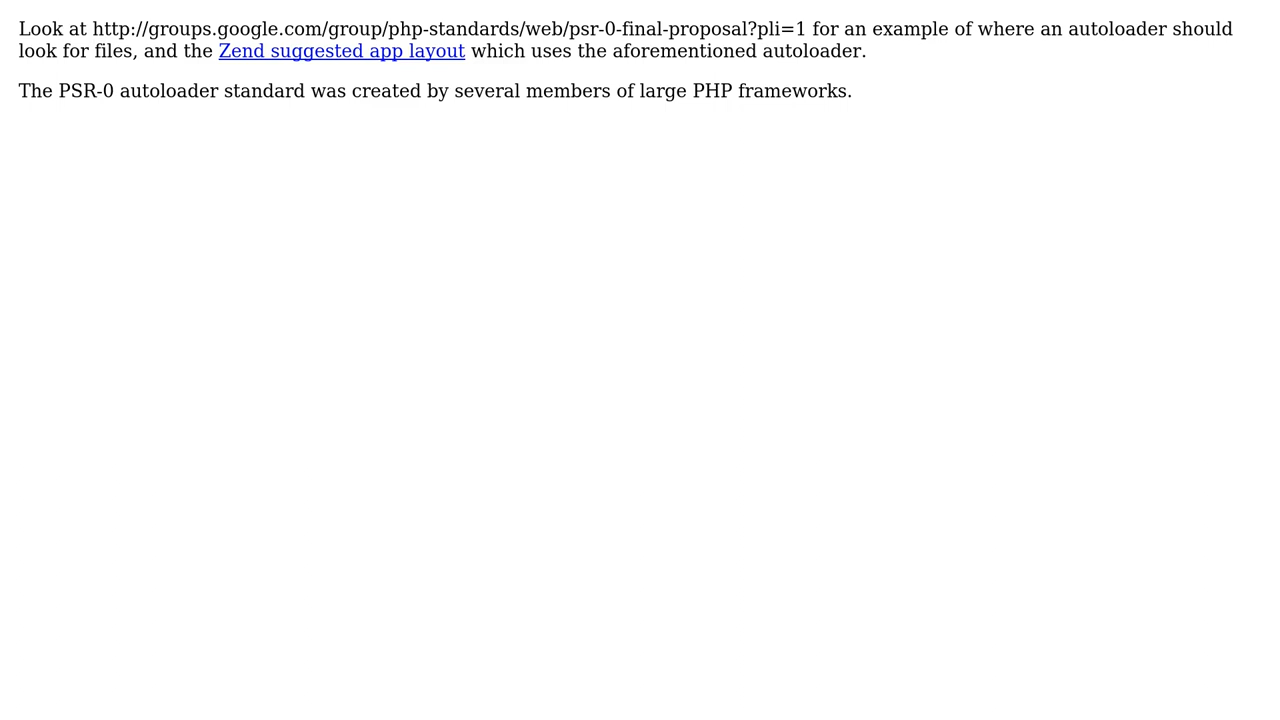 Look at http://groups.google.com/group/php-standards/web/psr-0-final-proposal?pli=1 for an example of where an autoloader should
look for files, and the Zend suggested app layout which uses the aforementioned autoloader.
The PSR-0 autoloader standard was created by several members of large PHP frameworks.